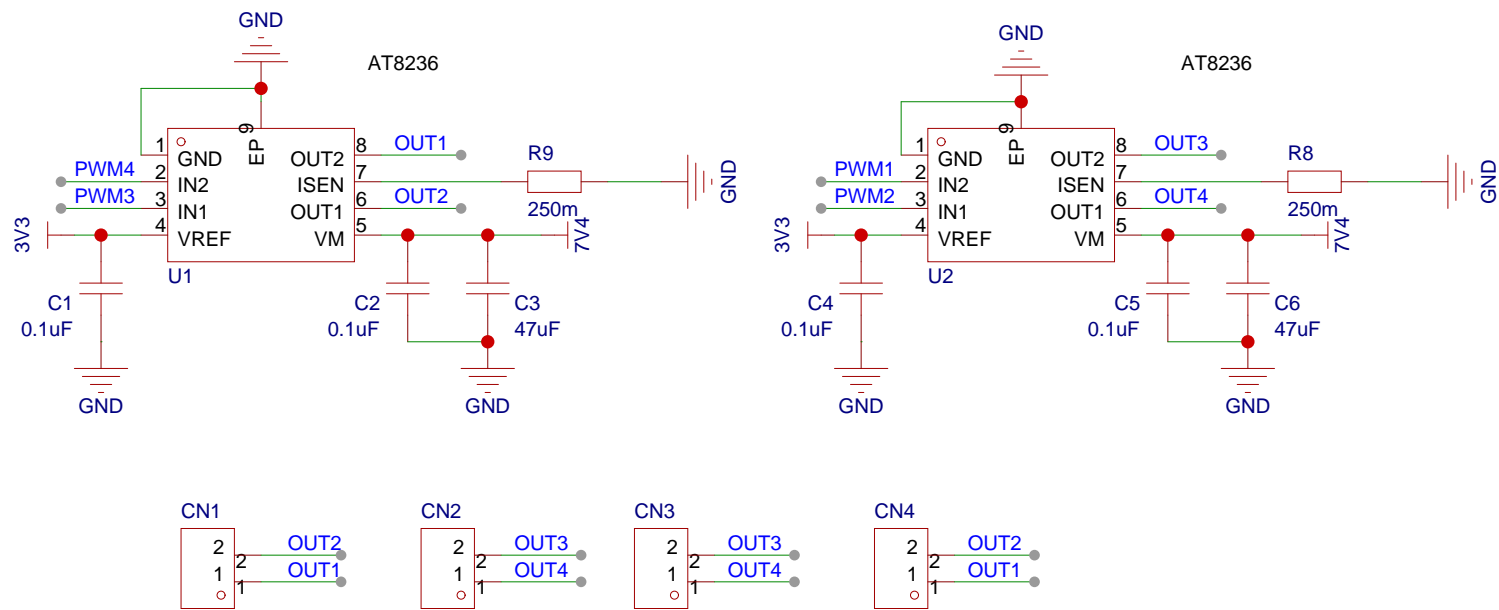 GND
AT8236
1
GND
EP
9
8
OUT2
OUT1
PWM4
2
IN2
7
ISEN
R9
250m
GND
PWM3
3
IN1
6
OUT1
OUT2
3V3
4
VREF
5
VM
7V4
U1
C1
0.1uF
GND
C2
0.1uF
C3
47uF
GND
GND
AT8236
1
GND
EP
9
8
OUT2
OUT3
PWM1
2
IN2
7
ISEN
R8
250m
GND
PWM2
3
IN1
6
OUT1
OUT4
3V3
4
VREF
5
VM
7V4
U2
C4
0.1uF
GND
C5
0.1uF
C6
47uF
GND
CN1
2
2
OUT2
1
1
OUT1
CN2
2
2
OUT3
1
1
OUT4
CN3
2
2
OUT3
1
1
OUT4
CN4
2
2
OUT2
1
1
OUT1